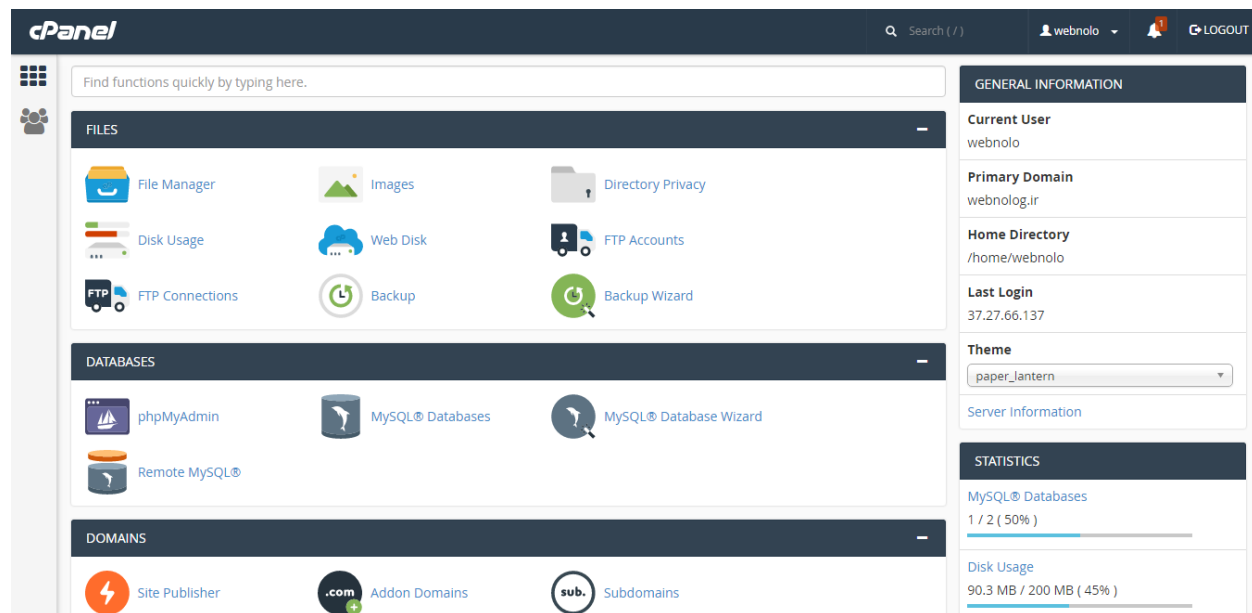 cPanel
Search ( / )
webnolo
1
LOGOUT
Find functions quickly by typing here.
FILES
File Manager
Images
Directory Privacy
Disk Usage
Web Disk
FTP Accounts
FTP
FTP Connections
Backup
Backup Wizard
DATABASES
phpMyAdmin
MySQL® Databases
MySQL® Database Wizard
Remote MySQL®
DOMAINS
Site Publisher
.com
Addon Domains
sub.
Subdomains
GENERAL INFORMATION
Current User
webnolo
Primary Domain
webnolog.ir
Home Directory
/home/webnolo
Last Login
37.27.66.137
Theme
paper_lantern
Server Information
STATISTICS
MySQL® Databases
1 / 2 ( 50% )
Disk Usage
90.3 MB / 200 MB ( 45% )